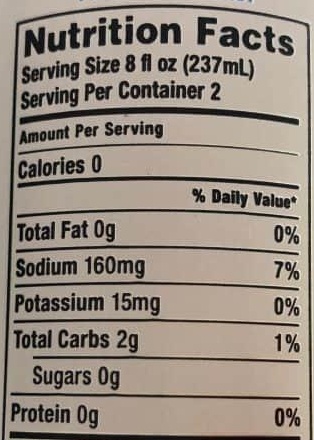 Nutrition Facts
Serving Size 8 fl oz (237mL)
Serving Per Container 2
Amount Per Serving
Calories 0
% Daily Value*
Total Fat 0g 0%
Sodium 160mg 7%
Potassium 15mg 0%
Total Carbs 2g 1%
Sugars 0g
Protein 0g 0%